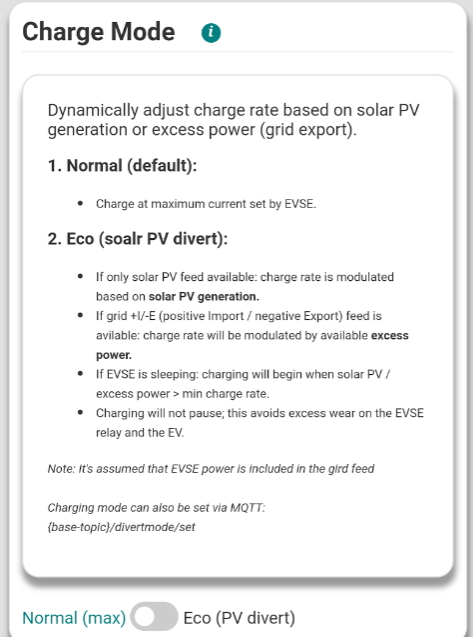 Charge Mode i
Dynamically adjust charge rate based on solar PV
generation or excess power (grid export).
1. Normal (default):
• Charge at maximum current set by EVSE.
2. Eco (soalr PV divert):
• If only solar PV feed available: charge rate is modulated
based on solar PV generation.
• If grid +I/-E (positive Import / negative Export) feed is
avilable: charge rate will be modulated by available excess
power.
• If EVSE is sleeping: charging will begin when solar PV /
excess power > min charge rate.
• Charging will not pause; this avoids excess wear on the EVSE
relay and the EV.
Note: It's assumed that EVSE power is included in the gird feed
Charging mode can also be set via MQTT:
{base-topic}/divertmode/set
Normal (max) Eco (PV divert)